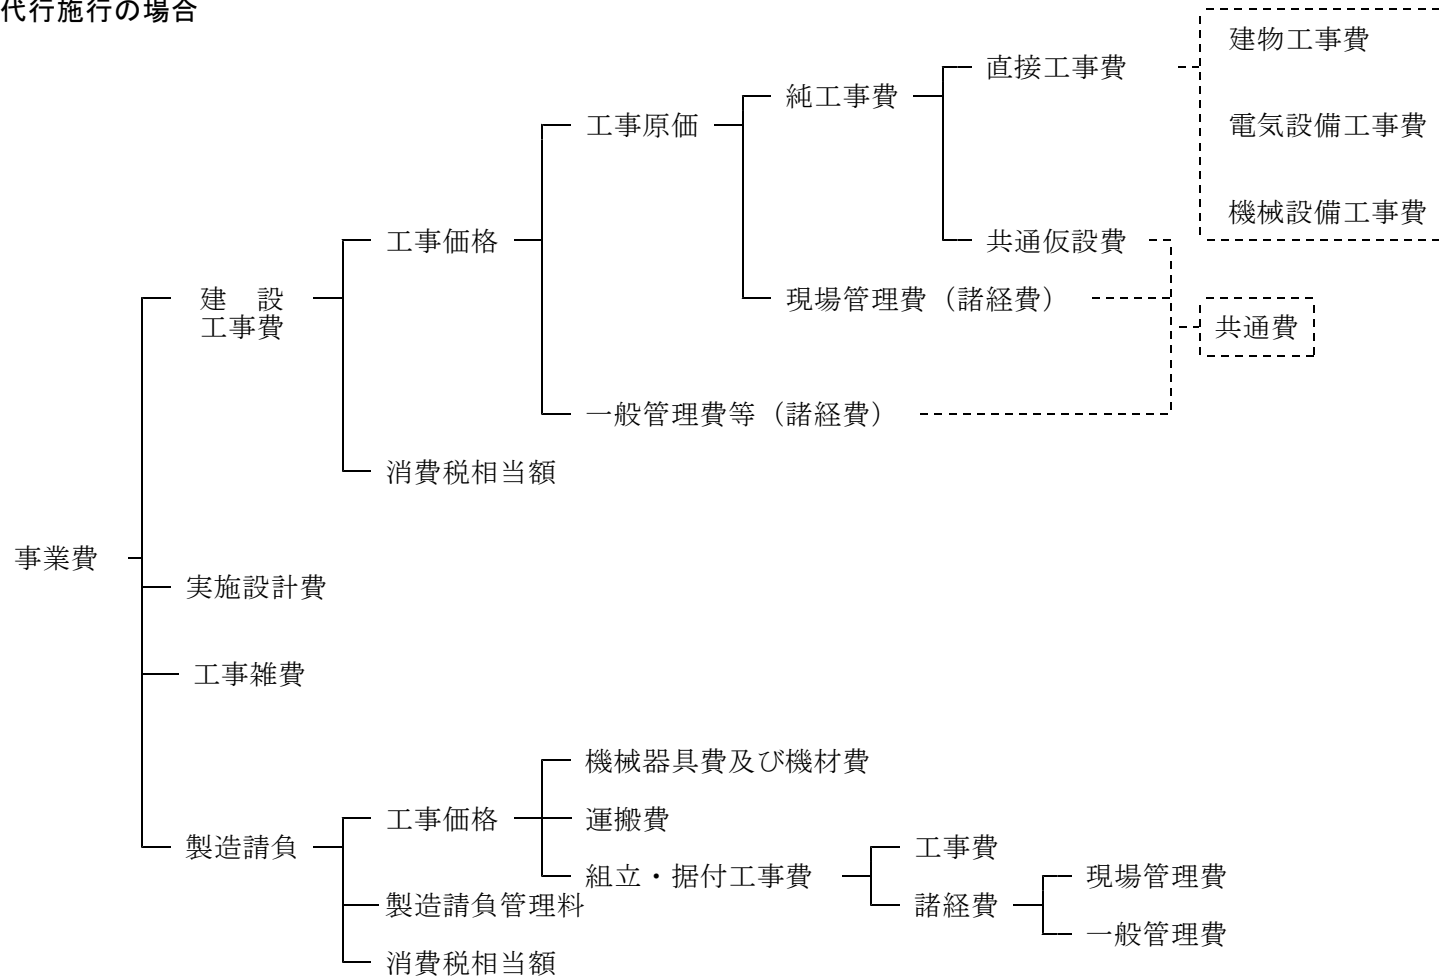 代行施行の場合
建物工事費
直接工事費
純工事費
工事原価
電気設備工事費
機械設備工事費
工事価格
共通仮設費
建　設
工事費
現場管理費（諸経費）
共通費
一般管理費等（諸経費）
消費税相当額
事業費
実施設計費
工事雑費
機械器具費及び機材費
工事価格
運搬費
製造請負
工事費
組立・据付工事費
現場管理費
製造請負管理料
諸経費
一般管理費
消費税相当額